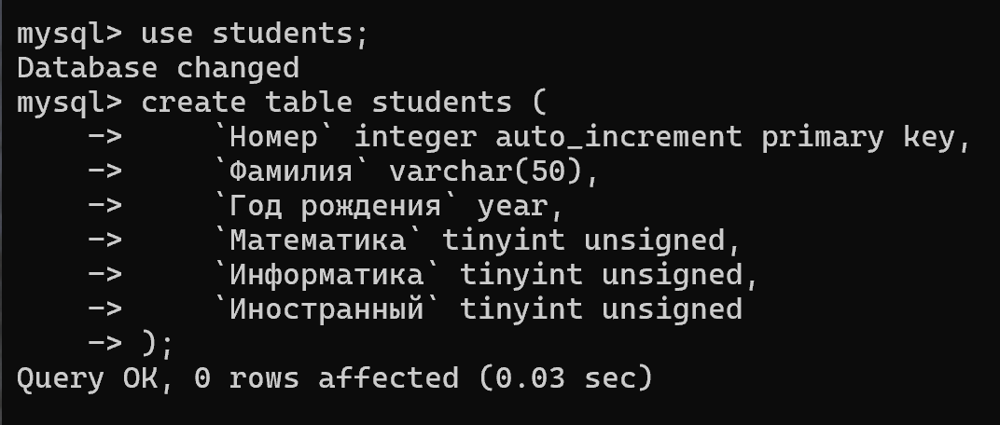 mysql> use students;
Database changed
mysql> create table students (
    ->     `Номер` integer auto_increment primary key,
    ->     `Фамилия` varchar(50),
    ->     `Год рождения` year,
    ->     `Математика` tinyint unsigned,
    ->     `Информатика` tinyint unsigned,
    ->     `Иностранный` tinyint unsigned
    -> );
Query OK, 0 rows affected (0.03 sec)